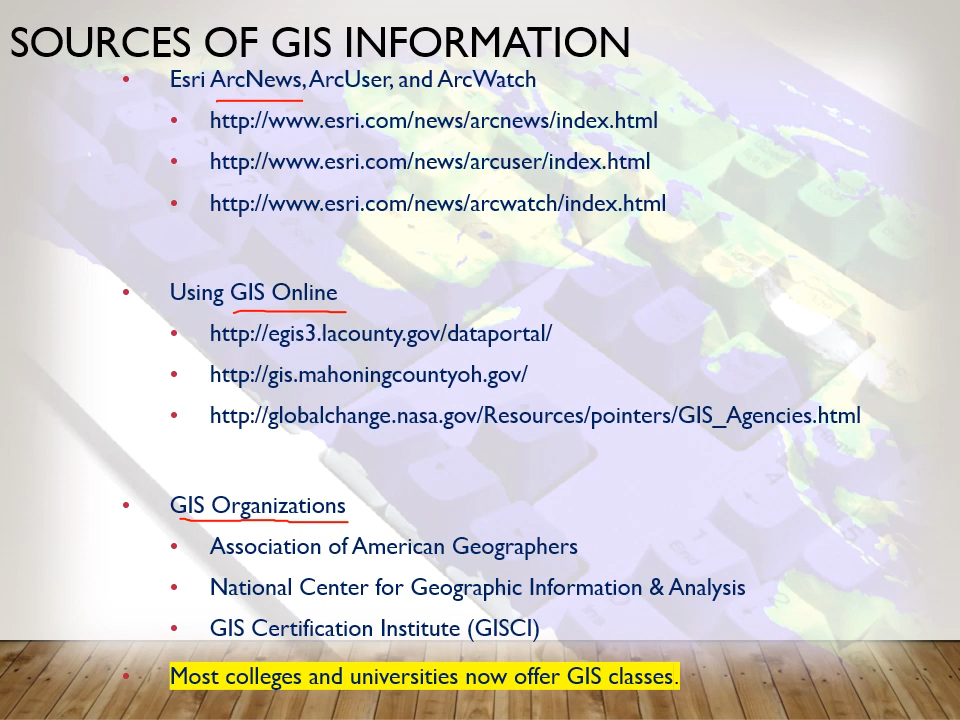 SOURCES OF GIS INFORMATION
• Esri ArcNews, ArcUser, and ArcWatch
• http://www.esri.com/news/arcnews/index.html
• http://www.esri.com/news/arcuser/index.html
• http://www.esri.com/news/arcwatch/index.html
• Using GIS Online
• http://egis3.lacounty.gov/dataportal/
• http://gis.mahoningcountyoh.gov/
• http://globalchange.nasa.gov/Resources/pointers/GIS_Agencies.html
• GIS Organizations
• Association of American Geographers
• National Center for Geographic Information & Analysis
• GIS Certification Institute (GISCI)
• Most colleges and universities now offer GIS classes.